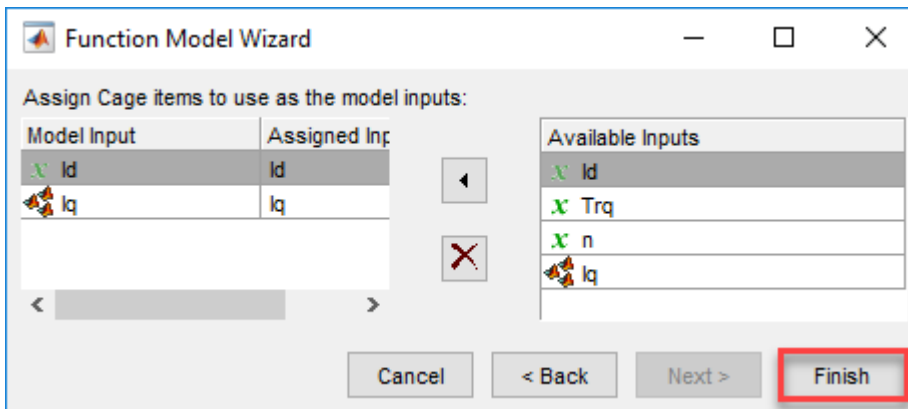 Function Model Wizard
Assign Cage items to use as the model inputs:
Model Input Assigned Inp
x Id Id
Iq Iq
Available Inputs
x Id
x Trq
x n
Iq
Cancel < Back Next > Finish